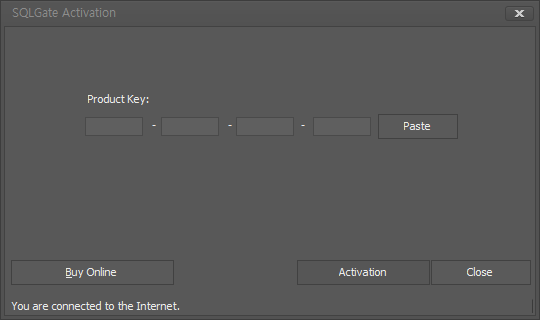 SQLGate Activation
Product Key:
- - - Paste
Buy Online Activation Close
You are connected to the Internet.